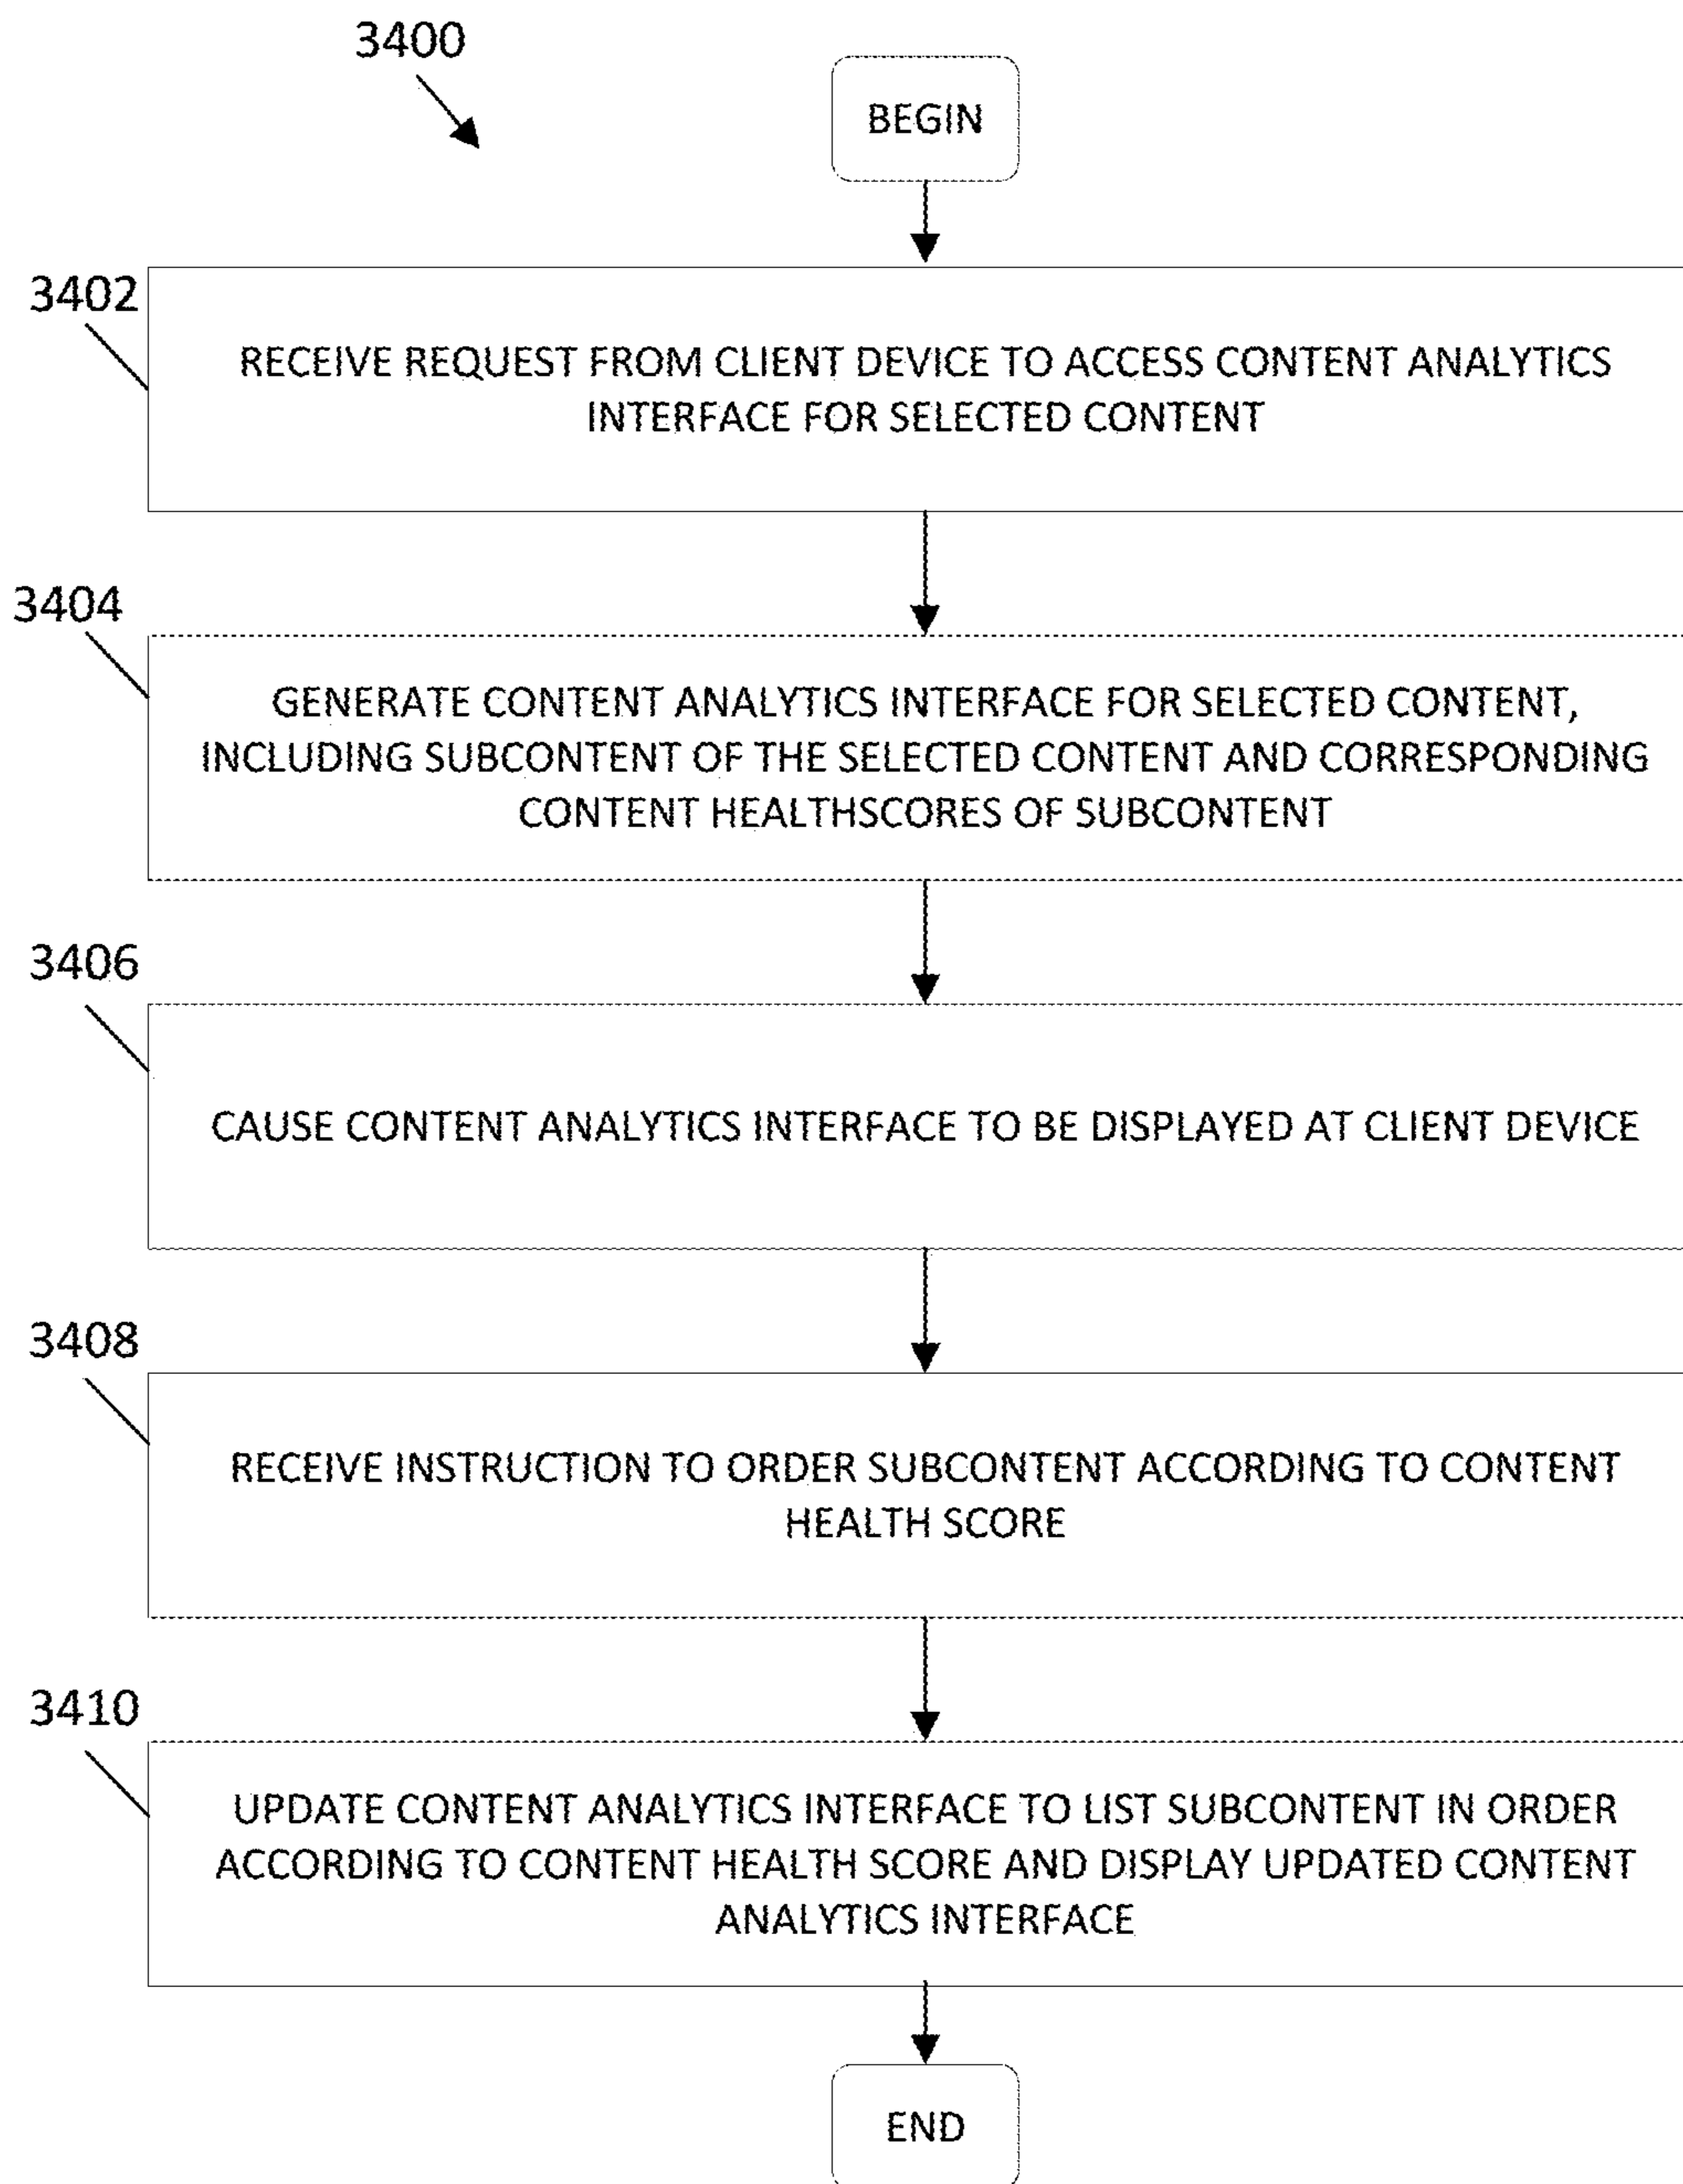 3400
BEGIN
3402
RECEIVE REQUEST FROM CLIENT DEVICE TO ACCESS CONTENT ANALYTICS
INTERFACE FOR SELECTED CONTENT
3404
GENERATE CONTENT ANALYTICS INTERFACE FOR SELECTED CONTENT,
INCLUDING SUBCONTENT OF THE SELECTED CONTENT AND CORRESPONDING
CONTENT HEALTHSCORES OF SUBCONTENT
3406
CAUSE CONTENT ANALYTICS INTERFACE TO BE DISPLAYED AT CLIENT DEVICE
3408
RECEIVE INSTRUCTION TO ORDER SUBCONTENT ACCORDING TO CONTENT
HEALTH SCORE
3410
UPDATE CONTENT ANALYTICS INTERFACE TO LIST SUBCONTENT IN ORDER
ACCORDING TO CONTENT HEALTH SCORE AND DISPLAY UPDATED CONTENT
ANALYTICS INTERFACE
END